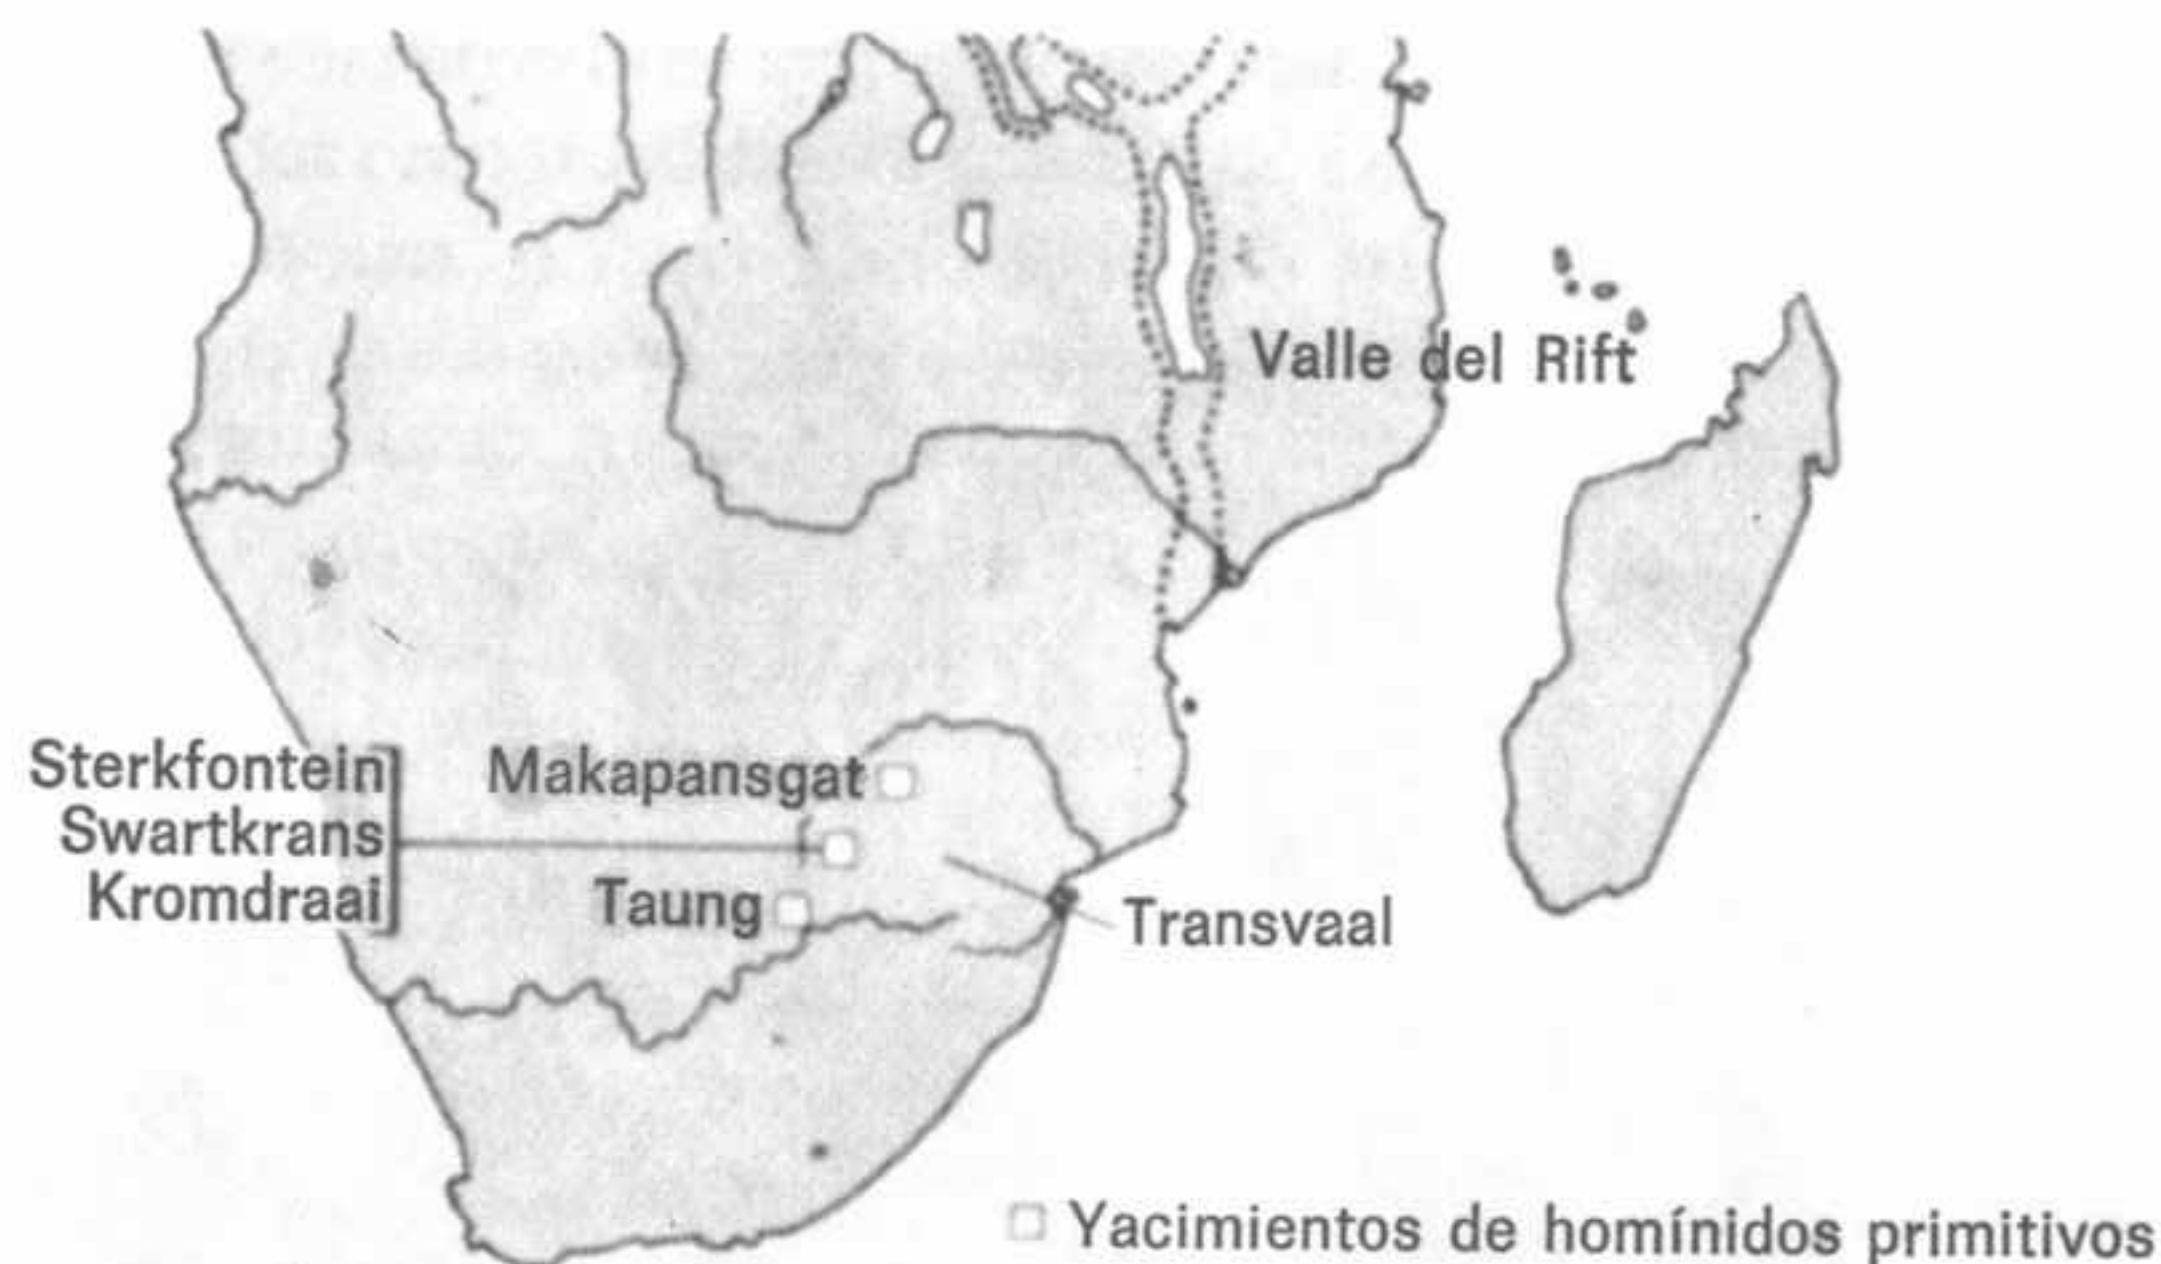 Valle del Rift
Sterkfontein
Swartkrans
Kromdraai
Makapansgat
Taung
Transvaal
Yacimientos de homínidos primitivos